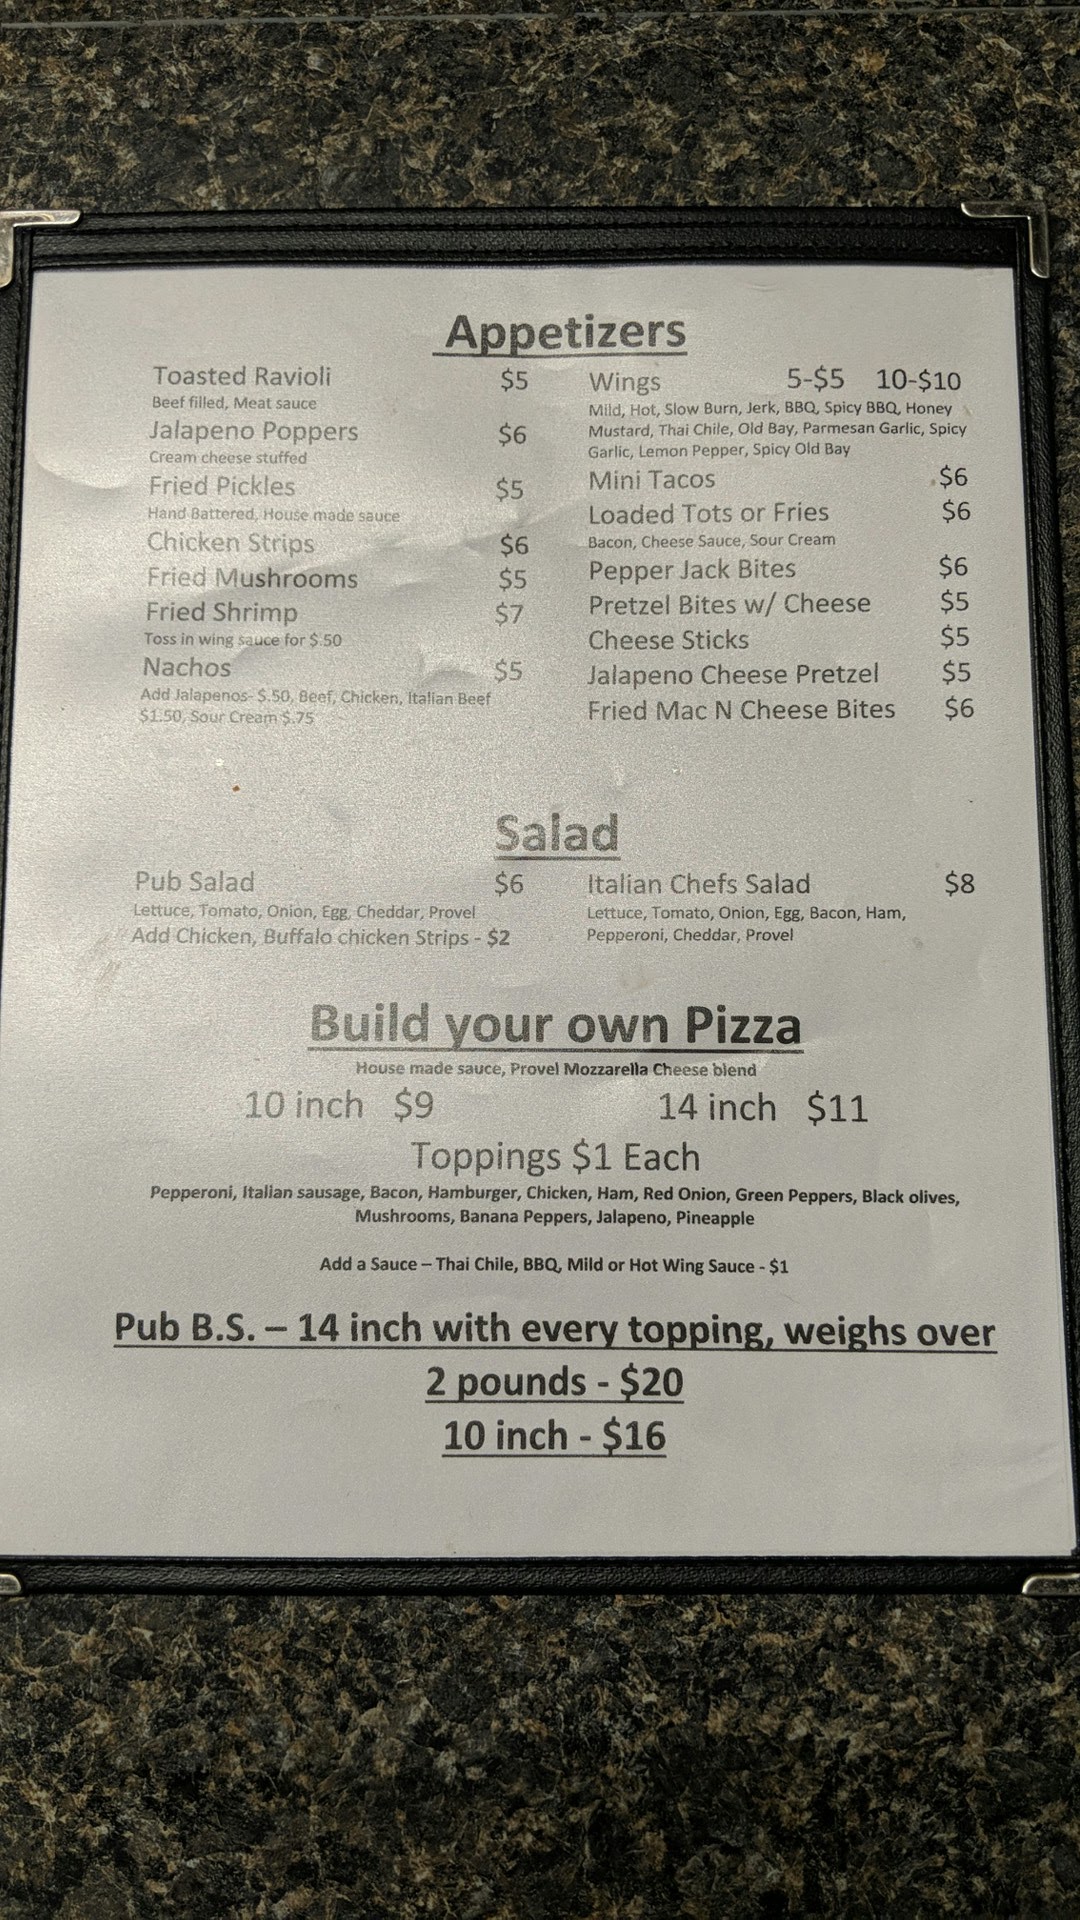 Appetizers
Toasted Ravioli $5
Beef filled, Meat sauce
Jalapeno Poppers $6
Cream cheese stuffed
Fried Pickles $5
Hand Battered, House made sauce
Chicken Strips $6
Fried Mushrooms $5
Fried Shrimp $7
Toss in wing sauce for $.50
Nachos $5
Add Jalapenos- $.50, Beef, Chicken, Italian Beef
$1.50, Sour Cream $.75
Wings 5-$5 10-$10
Mild, Hot, Slow Burn, Jerk, BBQ, Spicy BBQ, Honey
Mustard, Thai Chile, Old Bay, Parmesan Garlic, Spicy
Garlic, Lemon Pepper, Spicy Old Bay
Mini Tacos $6
Loaded Tots or Fries $6
Bacon, Cheese Sauce, Sour Cream
Pepper Jack Bites $6
Pretzel Bites w/ Cheese $5
Cheese Sticks $5
Jalapeno Cheese Pretzel $5
Fried Mac N Cheese Bites $6
Salad
Pub Salad $6
Lettuce, Tomato, Onion, Egg, Cheddar, Provel
Add Chicken, Buffalo chicken Strips - $2
Italian Chefs Salad $8
Lettuce, Tomato, Onion, Egg, Bacon, Ham,
Pepperoni, Cheddar, Provel
Build your own Pizza
House made sauce, Provel Mozzarella Cheese blend
10 inch $9 14 inch $11
Toppings $1 Each
Pepperoni, Italian sausage, Bacon, Hamburger, Chicken, Ham, Red Onion, Green Peppers, Black olives,
Mushrooms, Banana Peppers, Jalapeno, Pineapple
Add a Sauce – Thai Chile, BBQ, Mild or Hot Wing Sauce - $1
Pub B.S. – 14 inch with every topping, weighs over
2 pounds - $20
10 inch - $16